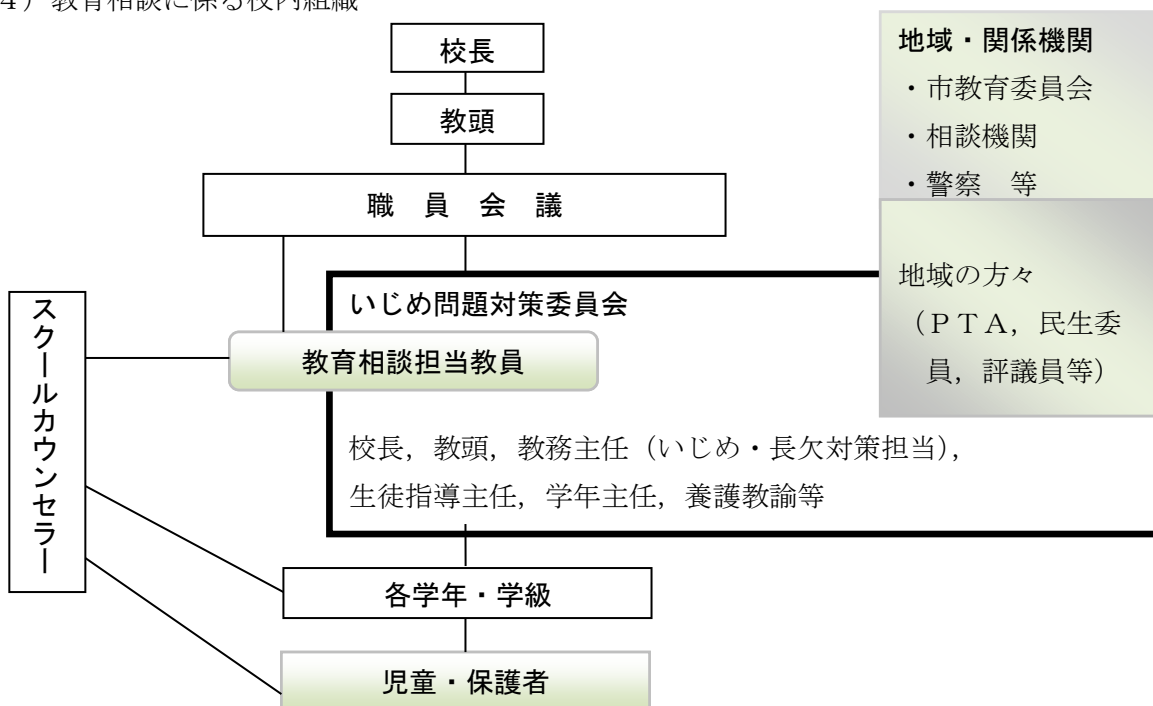 4）教育相談に係る校内組織
校長
教頭
職　員　会　議
地域・関係機関
・市教育委員会
・相談機関
・警察　等
地域の方々
（ＰＴＡ，民生委
員，評議員等）
いじめ問題対策委員会
教育相談担当教員
校長，教頭，教務主任（いじめ・長欠対策担当），
生徒指導主任，学年主任，養護教諭等
スクールカウンセラー
各学年・学級
児童・保護者